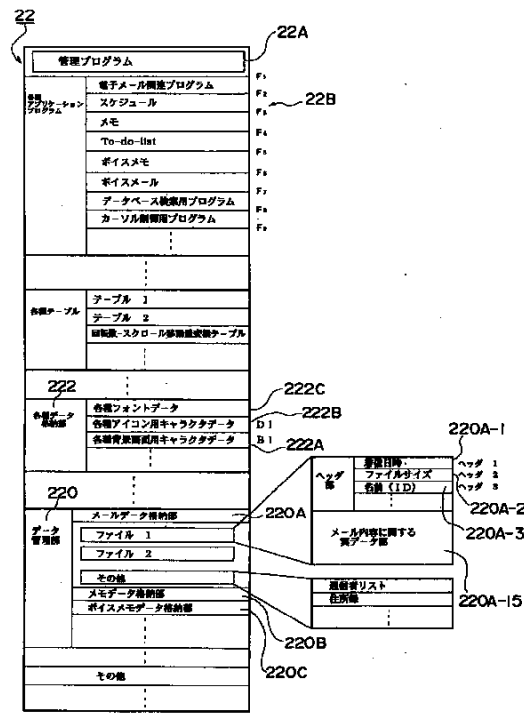 22
22A
管理プログラム
F1
各種
アプリケーション
プログラム
電子メール関連プログラム
F2
22B
スケジュール
F3
メモ
F4
To-do-list
F5
ボイスメモ
F6
ボイスメール
F7
データベース検索用プログラム
F8
カーソル制御用プログラム
F9
各種テーブル
テーブル 1
テーブル 2
回転数-スクロール移動量変換テーブル
222
各種データ
格納部
各種フォントデータ
222C
222B
各種アイコン用キャラクタデータ
D1
各種背景画面用キャラクタデータ
B1
222A
220
データ
管理部
メールデータ格納部
220A
ファイル 1
ファイル 2
その他
メモデータ格納部
ボイスメモデータ格納部
220B
220C
その他
220A-1
ヘッダ
部
着信日時
ヘッダ 1
ファイルサイズ
ヘッダ 2
名前(ID)
ヘッダ 3
220A-2
220A-3
メール内容に関する
実データ部
通信者リスト
住所録
220A-15